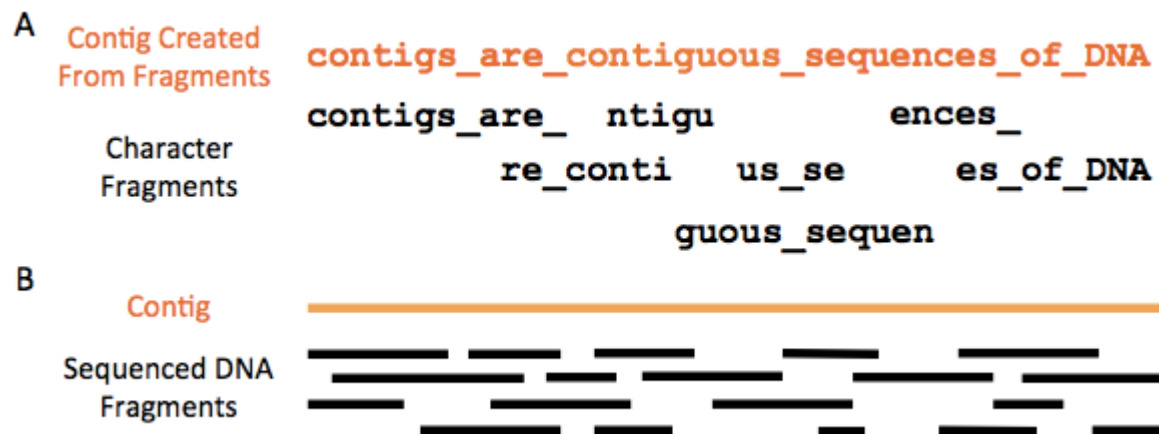 A
Contig Created
From Fragments
contigs_are_contiguous_sequences_of_DNA
Character
Fragments
contigs_are_ ntigu ences_
re_conti us_se es_of_DNA
guous_sequen
B
Contig
Sequenced DNA
Fragments